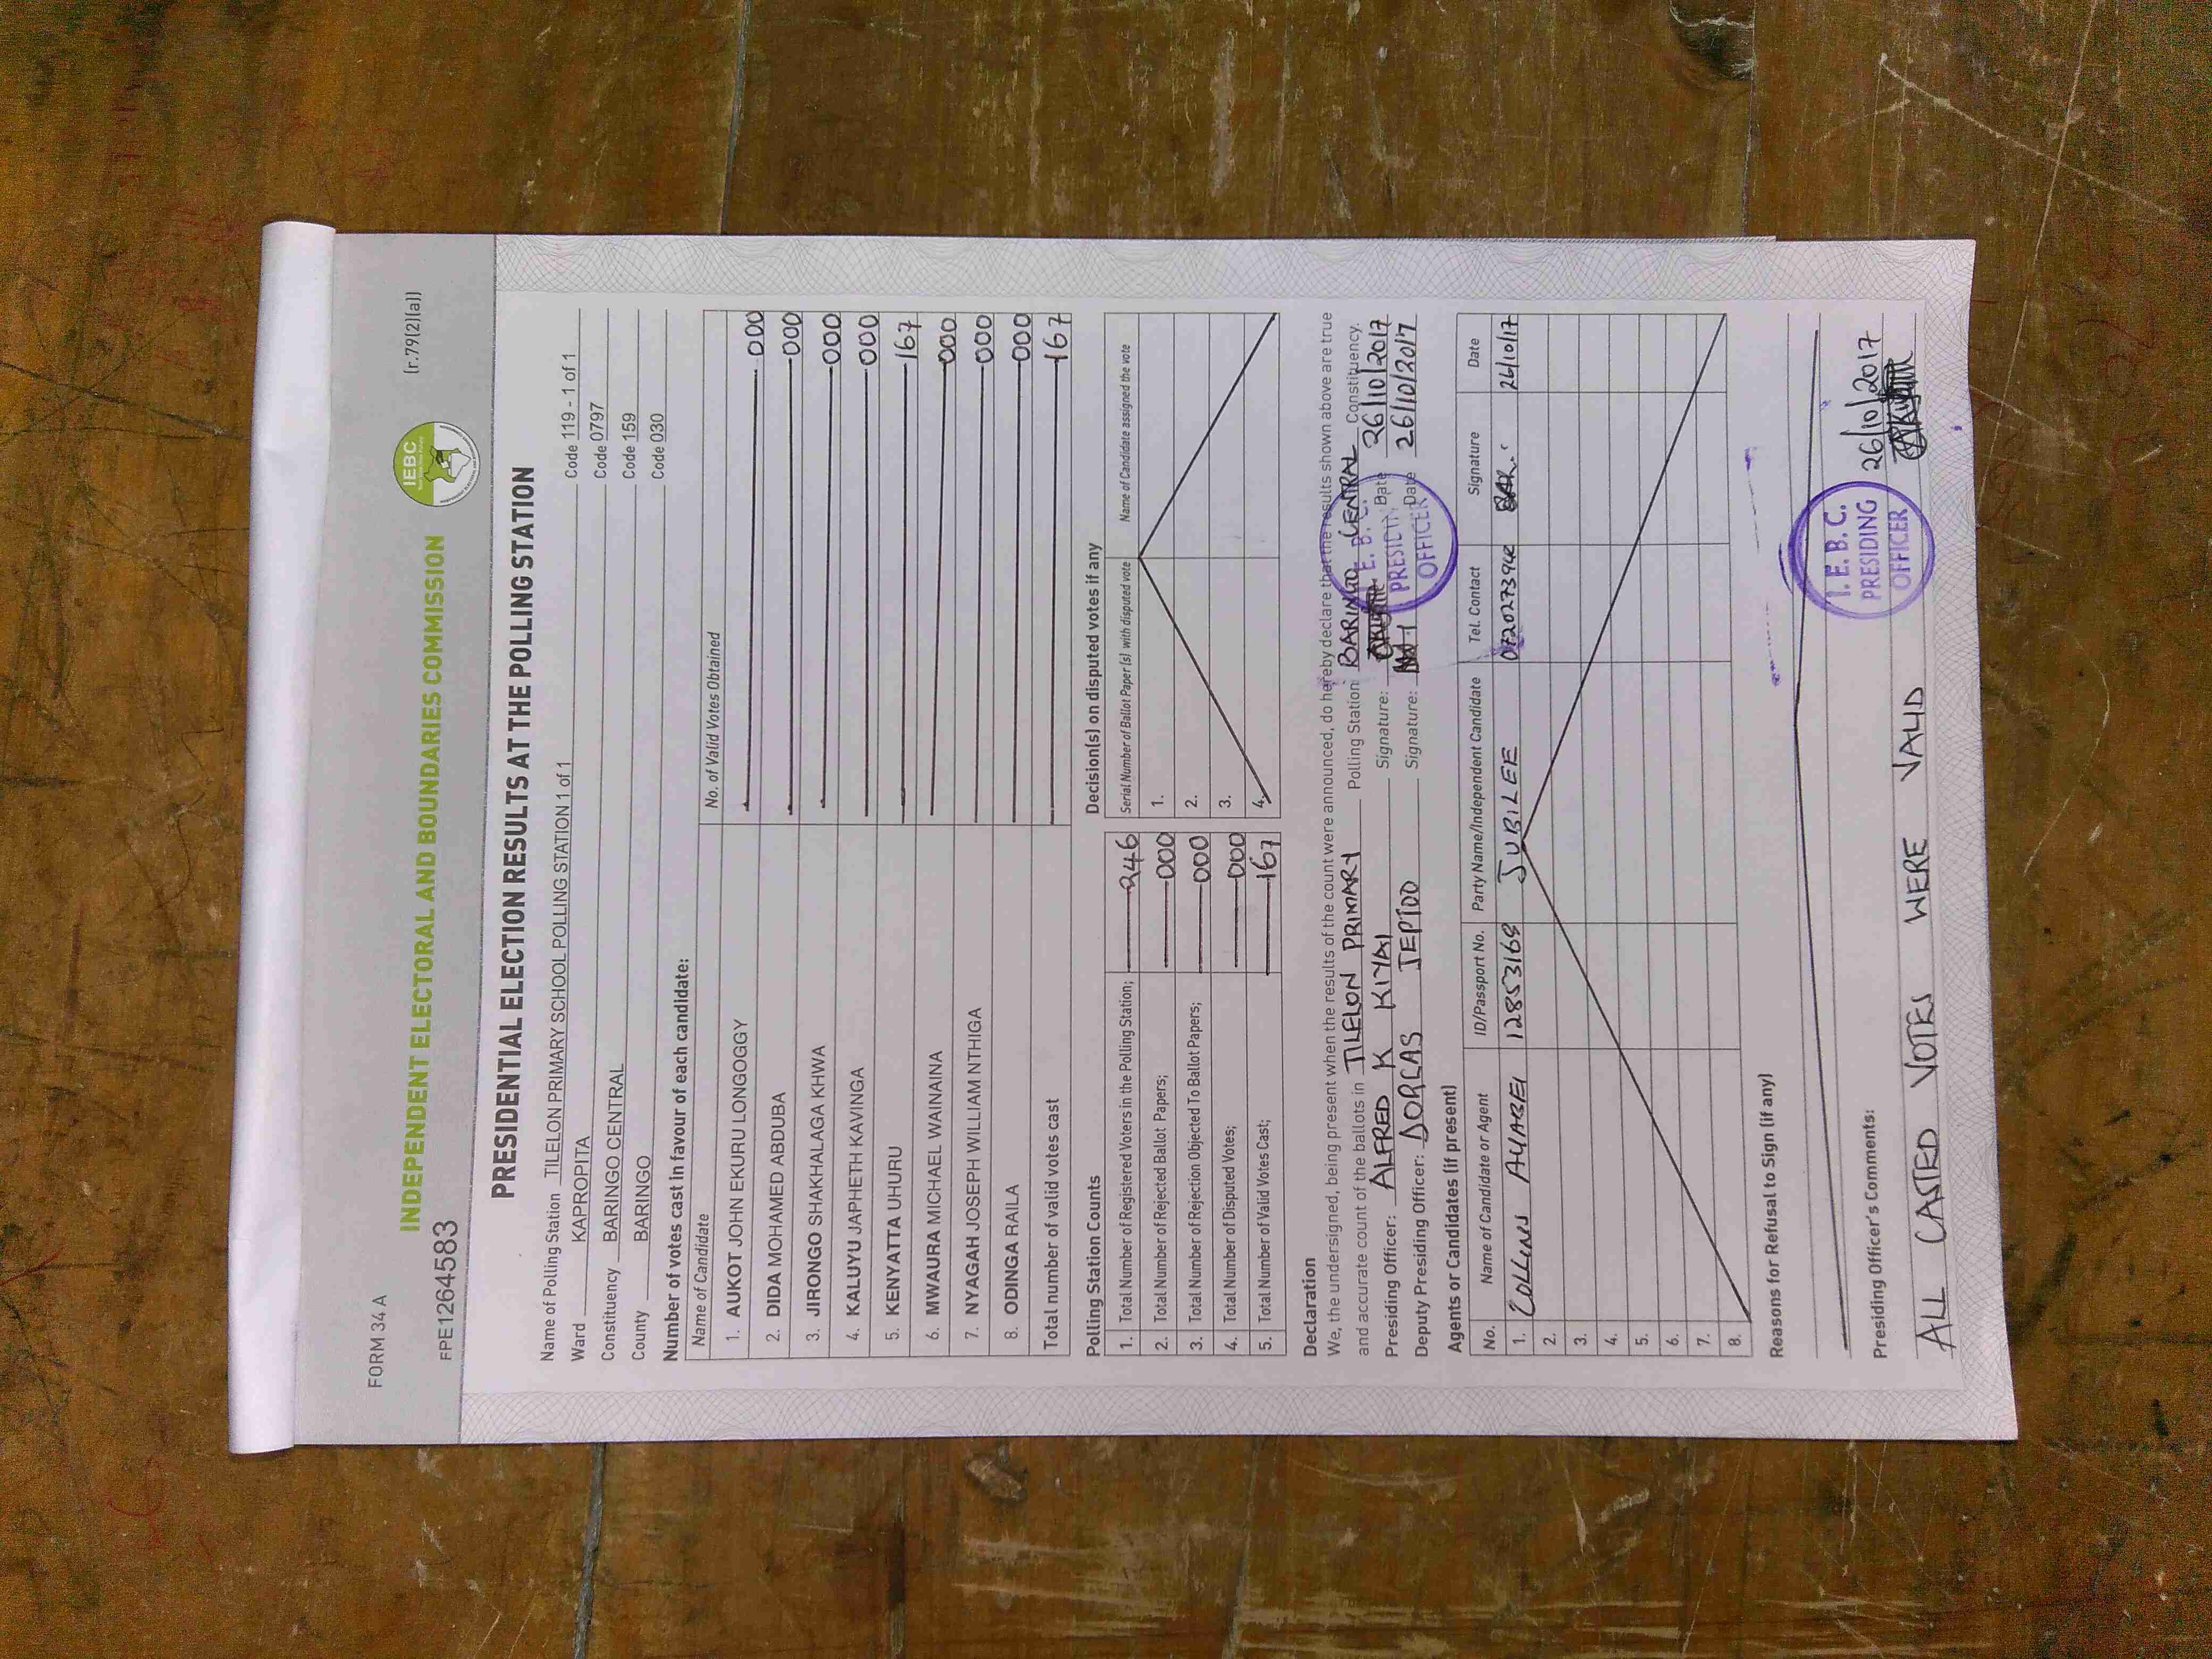 FORM 34 A
(r.79(2)(a))
IEBC
INDEPENDENT ELECTORAL AND BOUNDARIES COMMISSION
FPE1264583
PRESIDENTIAL ELECTION RESULTS AT THE POLLING STATION
Name of Polling Station TILELON PRIMARY SCHOOL POLLING STATION 1 of 1 Code 119 - 1 of 1
Ward KAPROPITA Code 0797
Constituency BARINGO CENTRAL Code 159
County BARINGO Code 030
Number of votes cast in favour of each candidate:
Name of Candidate No. of Valid Votes Obtained
1. AUKOT JOHN EKURU LONGOGGY 000
2. DIDA MOHAMED ABDUBA 000
3. JIRONGO SHAKHALAGA KHWA 000
4. KALUYU JAPHETH KAVINGA 000
5. KENYATTA UHURU 167
6. MWAURA MICHAEL WAINAINA 000
7. NYAGAH JOSEPH WILLIAM NTHIGA 000
8. ODINGA RAILA 000
Total number of valid votes cast 167
Polling Station Counts
1. Total Number of Registered Voters in the Polling Station; 246
2. Total Number of Rejected Ballot Papers; 000
3. Total Number of Rejection Objected To Ballot Papers; 000
4. Total Number of Disputed Votes; 000
5. Total Number of Valid Votes Cast; 167
Decision(s) on disputed votes if any
Serial Number of Ballot Paper(s) with disputed vote Name of Candidate assigned the vote
1.
2.
3.
4.
Declaration
We, the undersigned, being present when the results of the count were announced, do hereby declare that the results shown above are true
and accurate count of the ballots in TILELON PRIMARY Polling Station BARINGO CENTRAL Constituency.
Presiding Officer: ALFRED K KIYAI Signature: Date 26/10/2017
Deputy Presiding Officer: DORCAS JEPTOO Signature: Date 26/10/2017
I. E. B. C.
PRESIDING
OFFICER
Agents or Candidates (if present)
No. Name of Candidate or Agent ID/Passport No. Party Name/Independent Candidate Tel. Contact Signature Date
1. COLLINS AYABEI 12853169 JUBILEE 26/10/17
2.
3.
4.
5.
6.
7.
8.
Reasons for Refusal to Sign (if any)
Presiding Officer's Comments:
I. E. B. C.
PRESIDING
OFFICER
26/10/2017
ALL CASTED VOTES WERE VALID